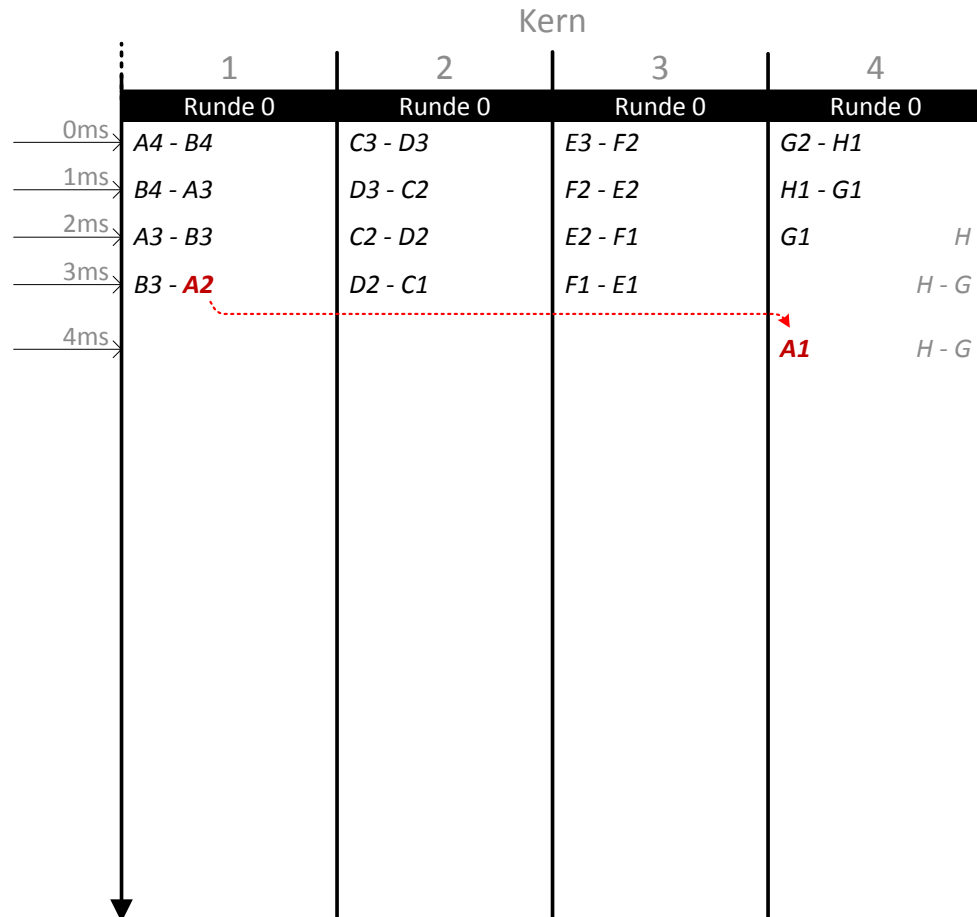 Kern
1 2 3 4
Runde 0 Runde 0 Runde 0 Runde 0
0ms A4 - B4 C3 - D3 E3 - F2 G2 - H1
1ms B4 - A3 D3 - C2 F2 - E2 H1 - G1
2ms A3 - B3 C2 - D2 E2 - F1 G1 H
3ms B3 - A2 D2 - C1 F1 - E1 H - G
4ms A1 H - G